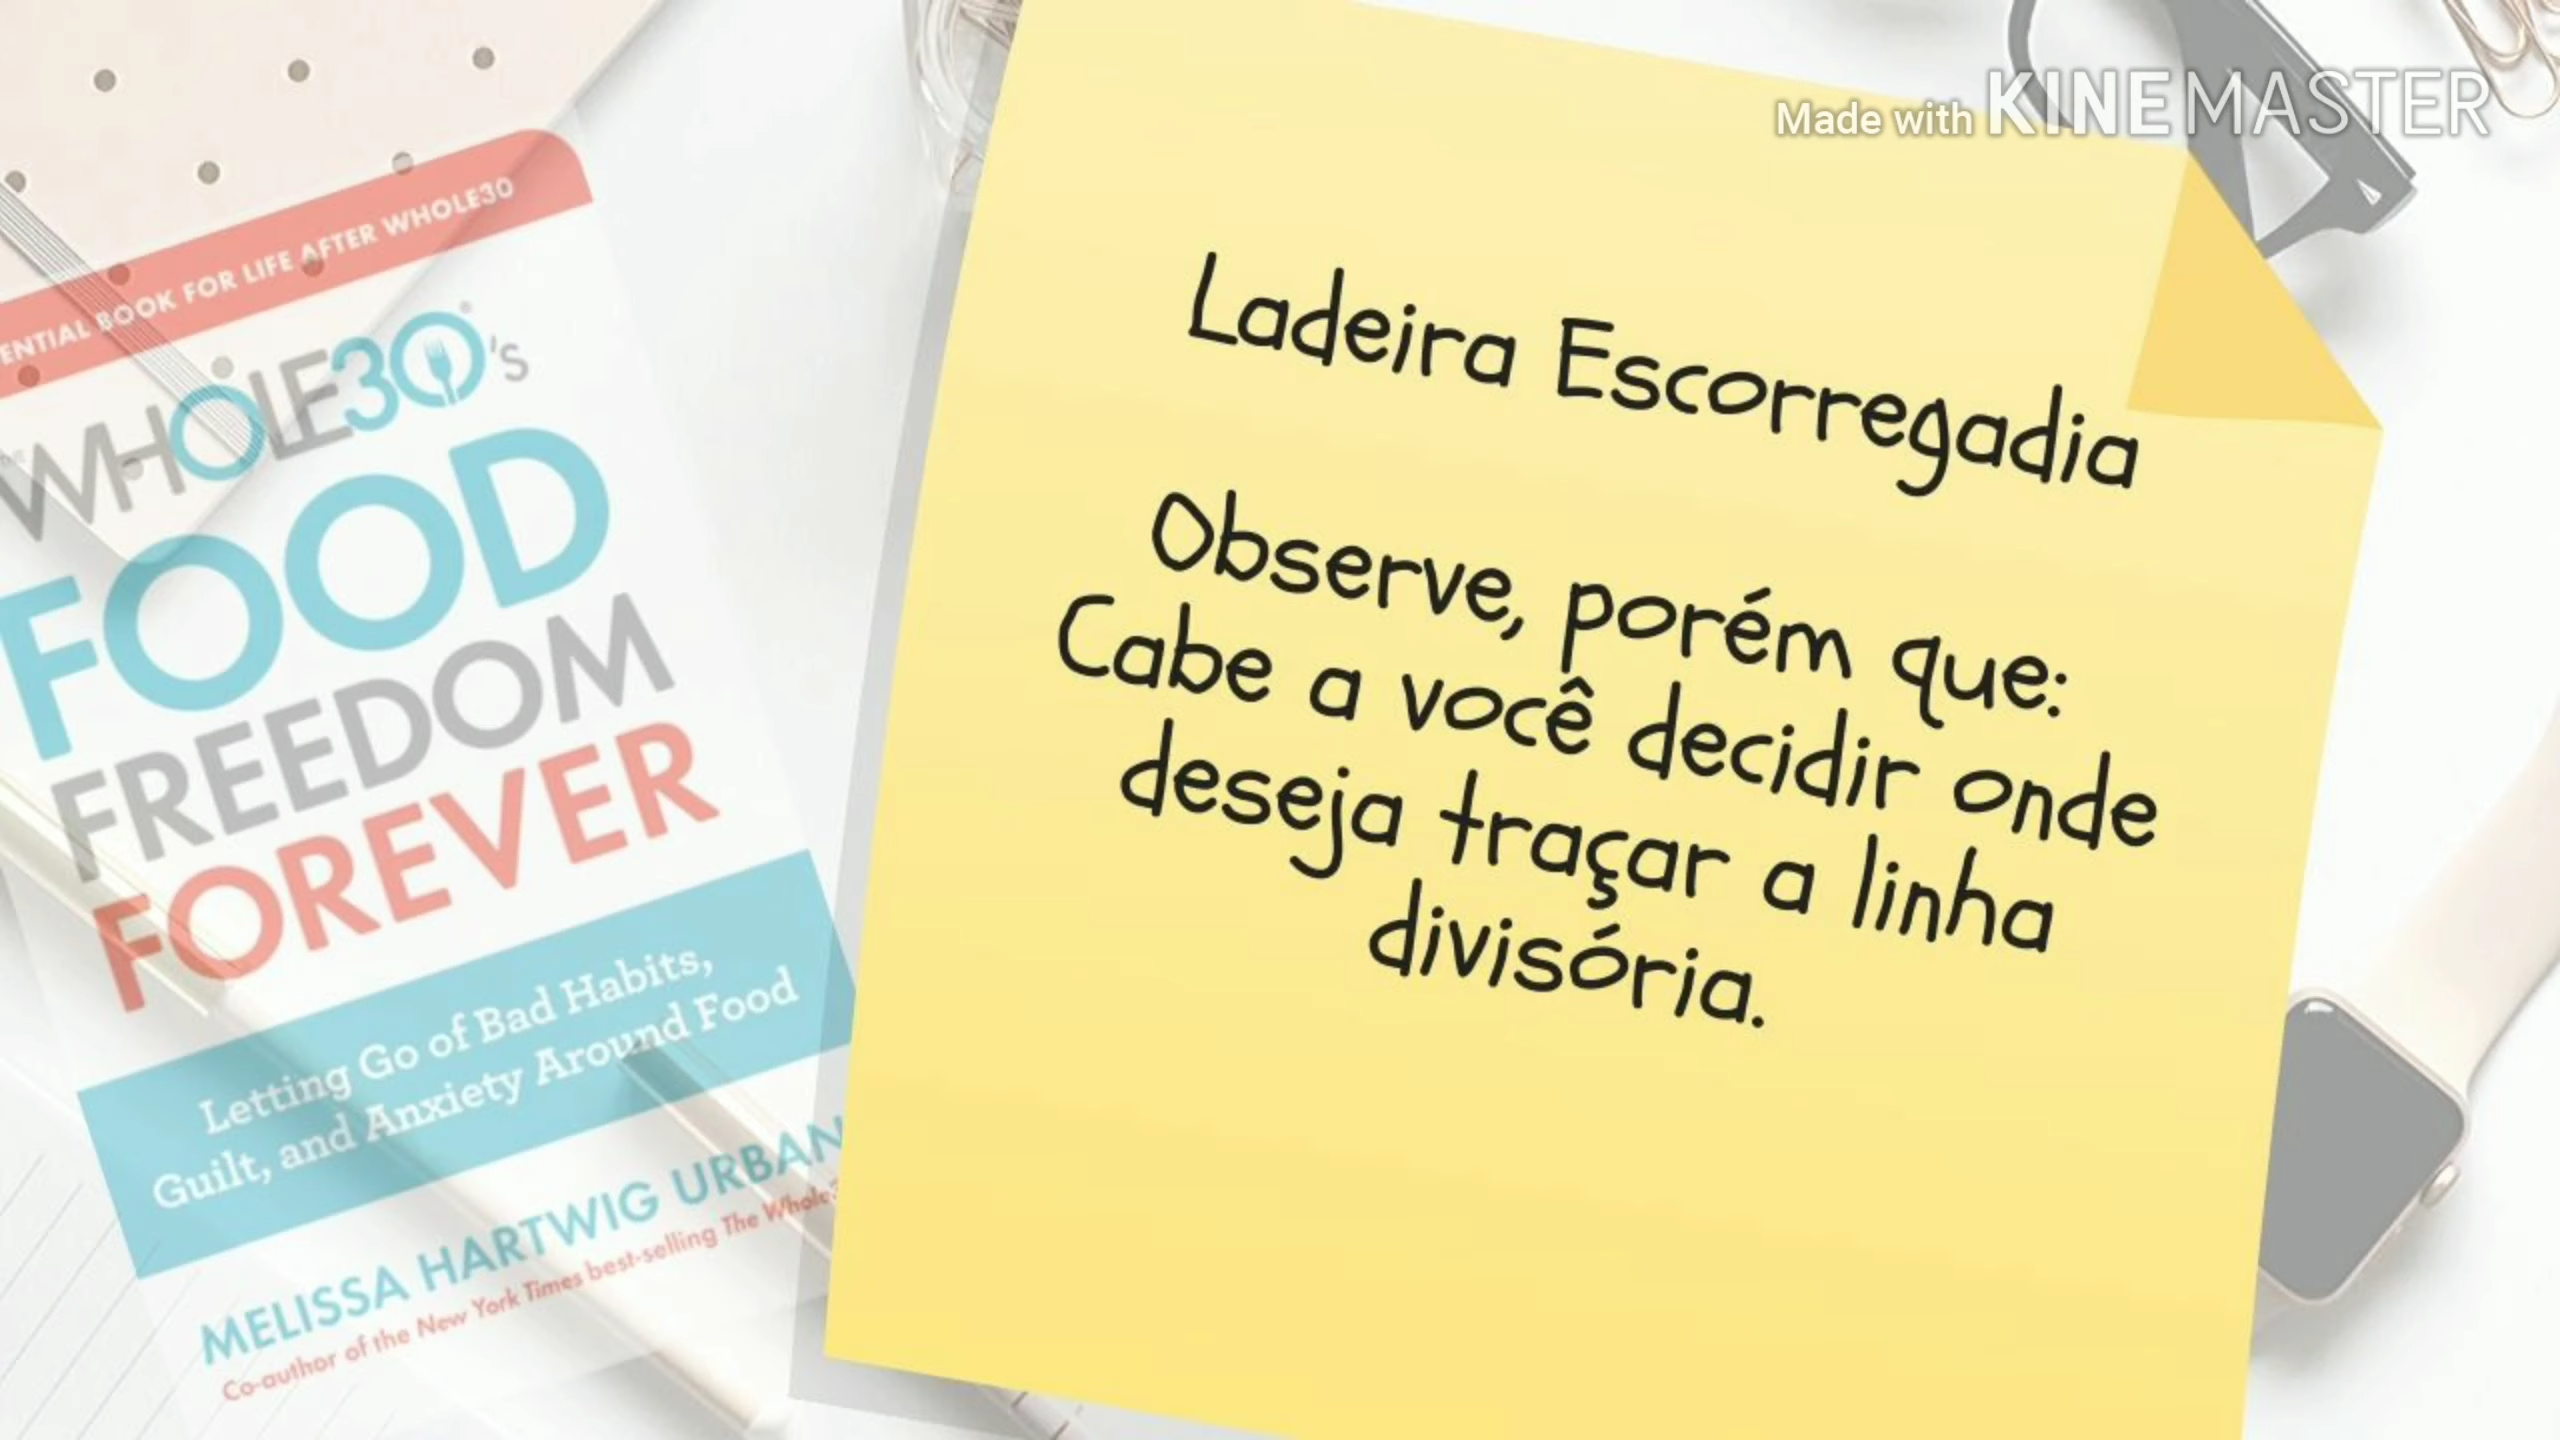 Made with KINEMASTER
ENTIAL BOOK FOR LIFE AFTER WHOLE30
THE
WHOLE30®'s
FOOD
FREEDOM
FOREVER
Letting Go of Bad Habits,
Guilt, and Anxiety Around Food
MELISSA HARTWIG URBAN
Co-author of the New York Times best-selling The Whole3
Ladeira Escorregadia
Observe, porém que:
Cabe a você decidir onde
deseja traçar a linha
divisória.